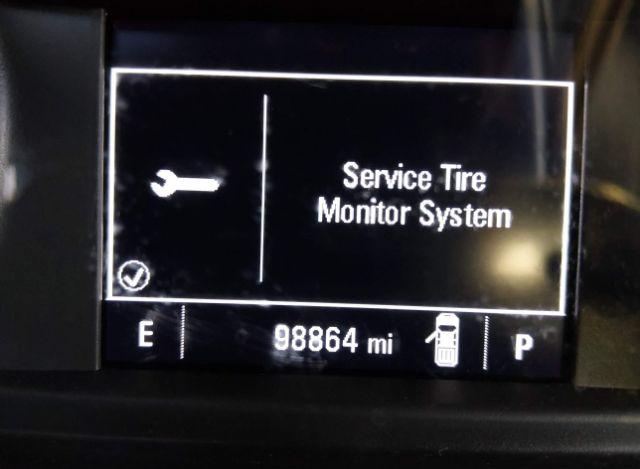 Service Tire
Monitor System
E 98864 mi P